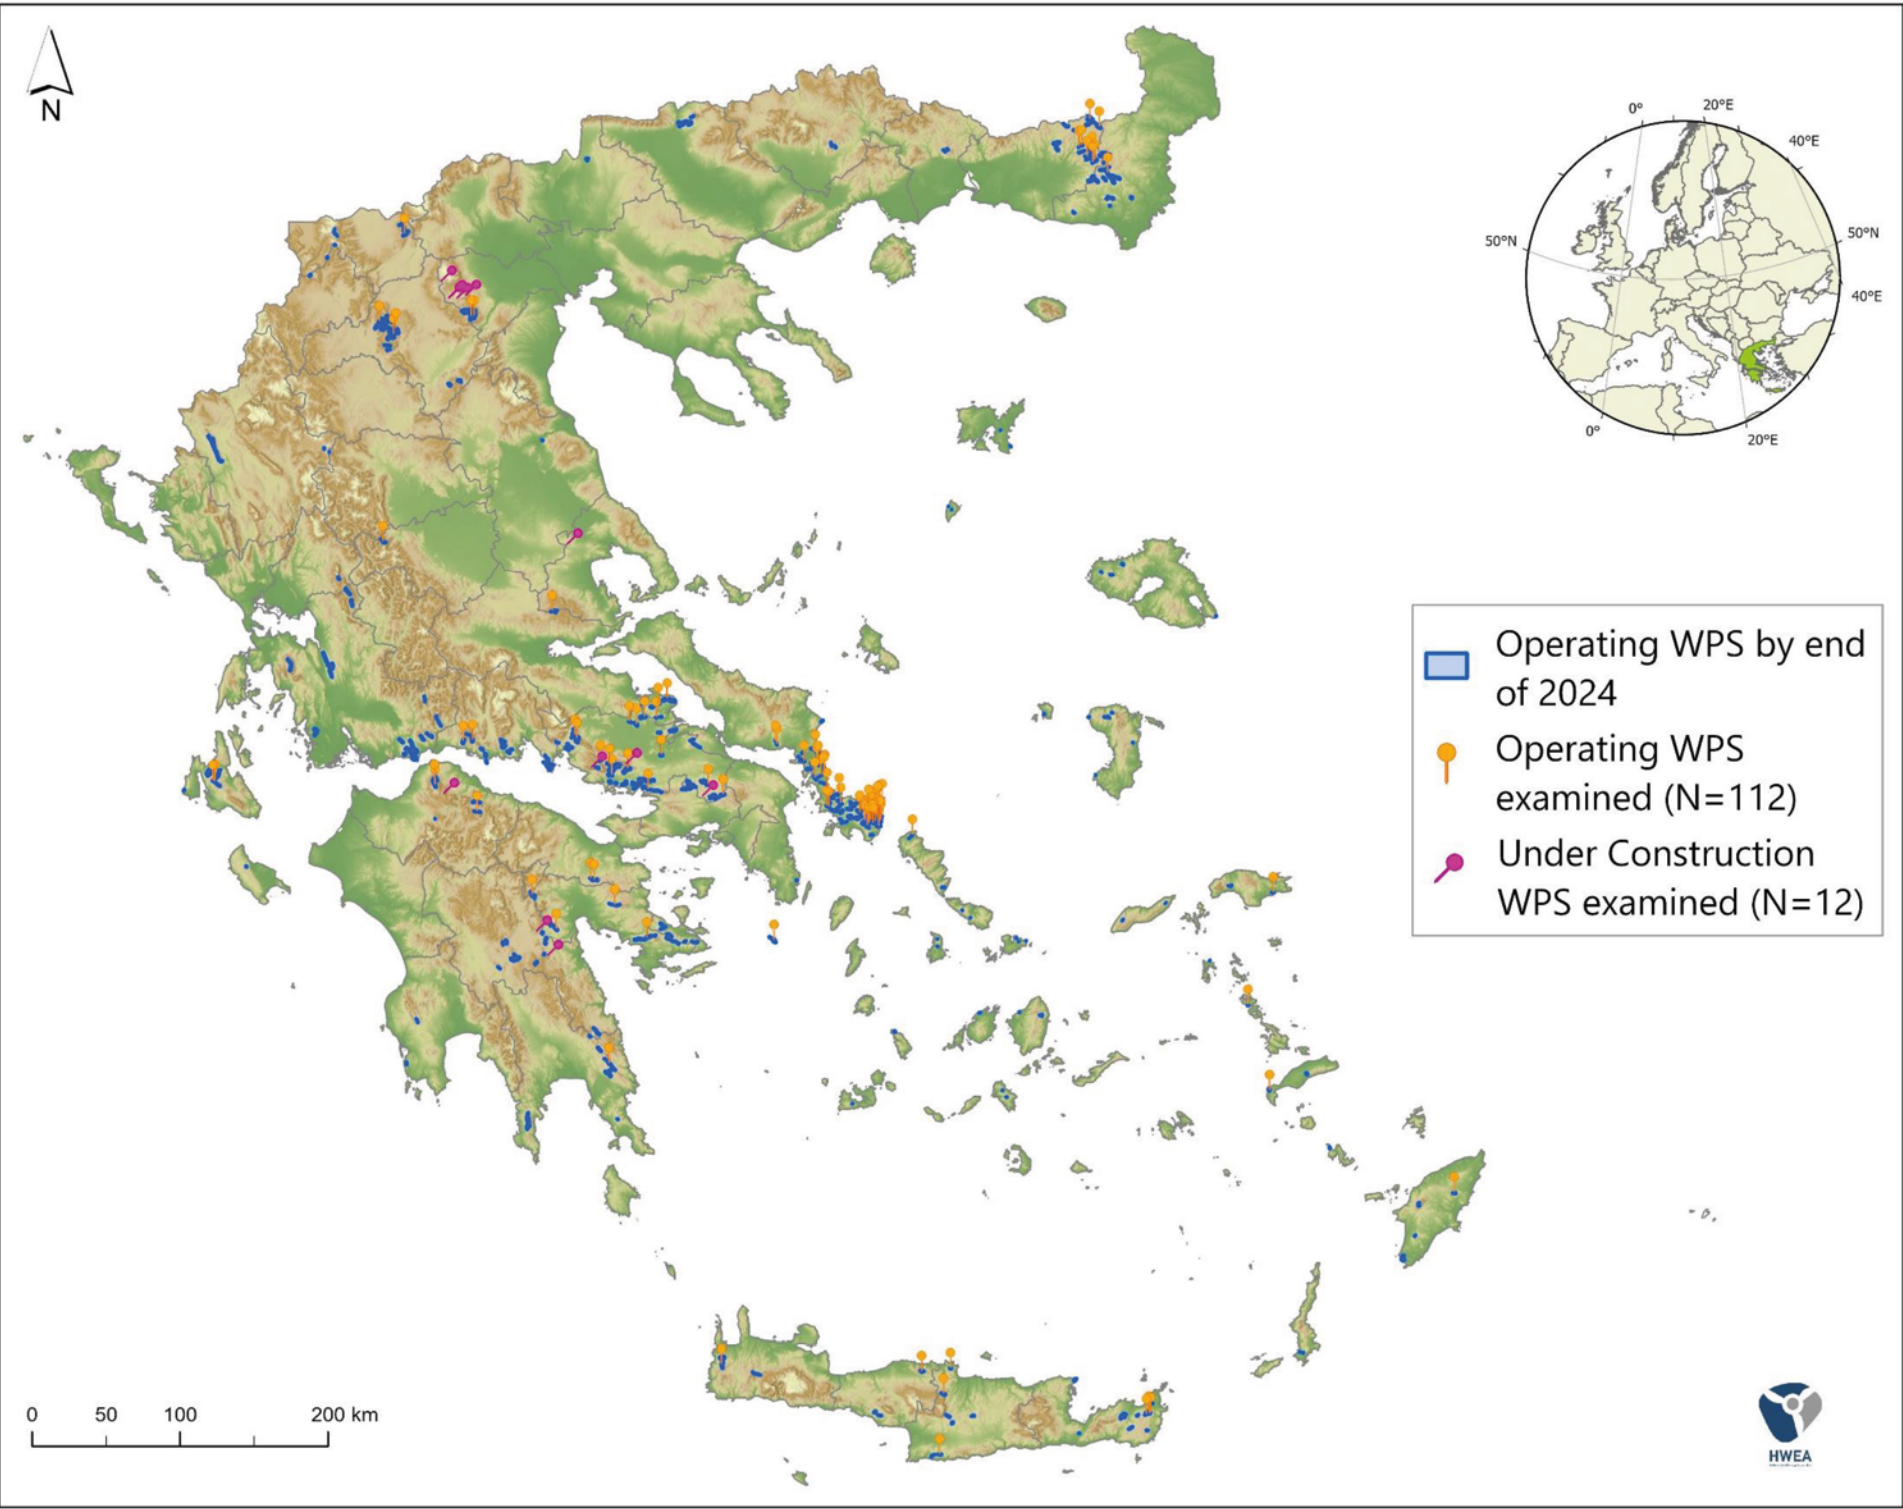 N
0°
20°E
40°E
50°N
50°N
40°E
0°
20°E
Operating WPS by end
of 2024
Operating WPS
examined (N=112)
Under Construction
WPS examined (N=12)
0 50 100 200 km
HWEA